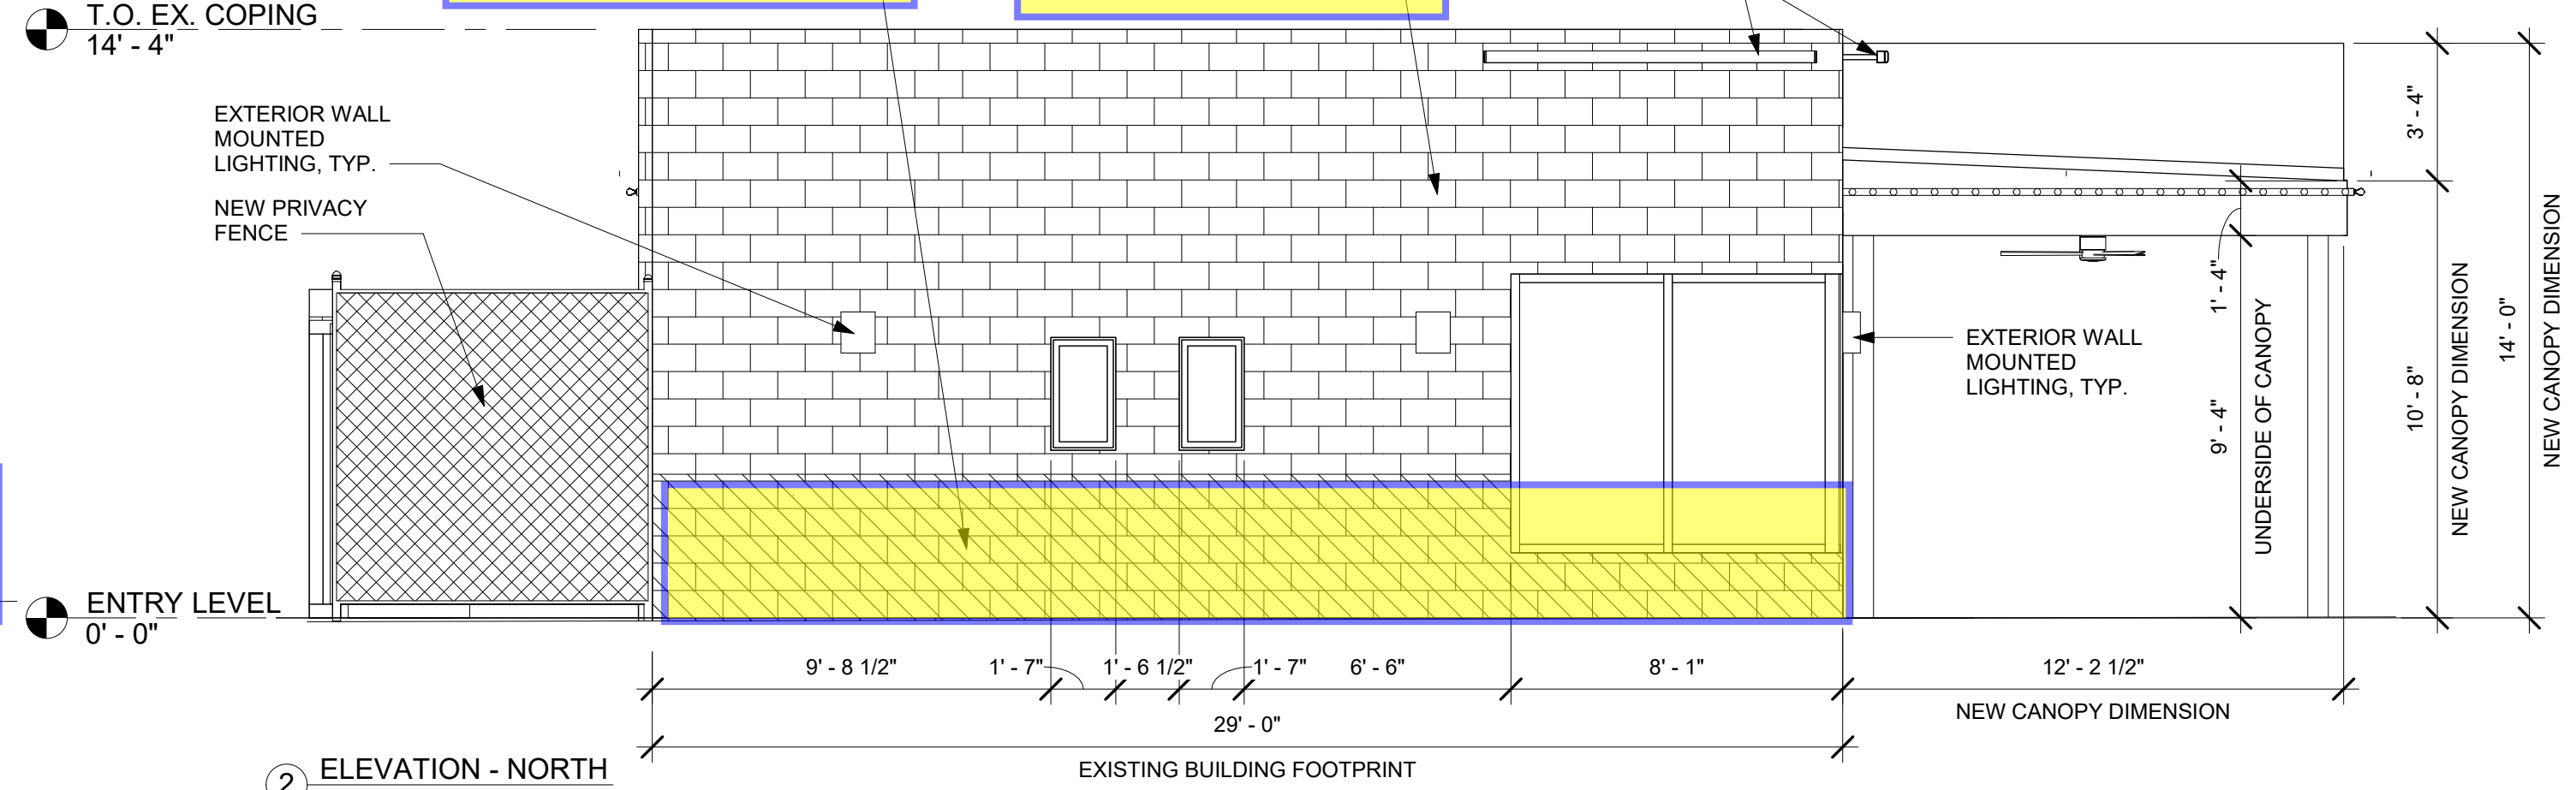 T.O. EX. COPING
14' - 4"
EXTERIOR WALL
MOUNTED
LIGHTING, TYP.
NEW PRIVACY
FENCE
3' - 4"
1' - 4"
9' - 4"
UNDERSIDE OF CANOPY
10' - 8"
NEW CANOPY DIMENSION
14' - 0"
NEW CANOPY DIMENSION
EXTERIOR WALL
MOUNTED
LIGHTING, TYP.
ENTRY LEVEL
0' - 0"
9' - 8 1/2" 1' - 7" 1' - 6 1/2" 1' - 7" 6' - 6" 8' - 1" 12' - 2 1/2"
NEW CANOPY DIMENSION
29' - 0"
EXISTING BUILDING FOOTPRINT
2 ELEVATION - NORTH